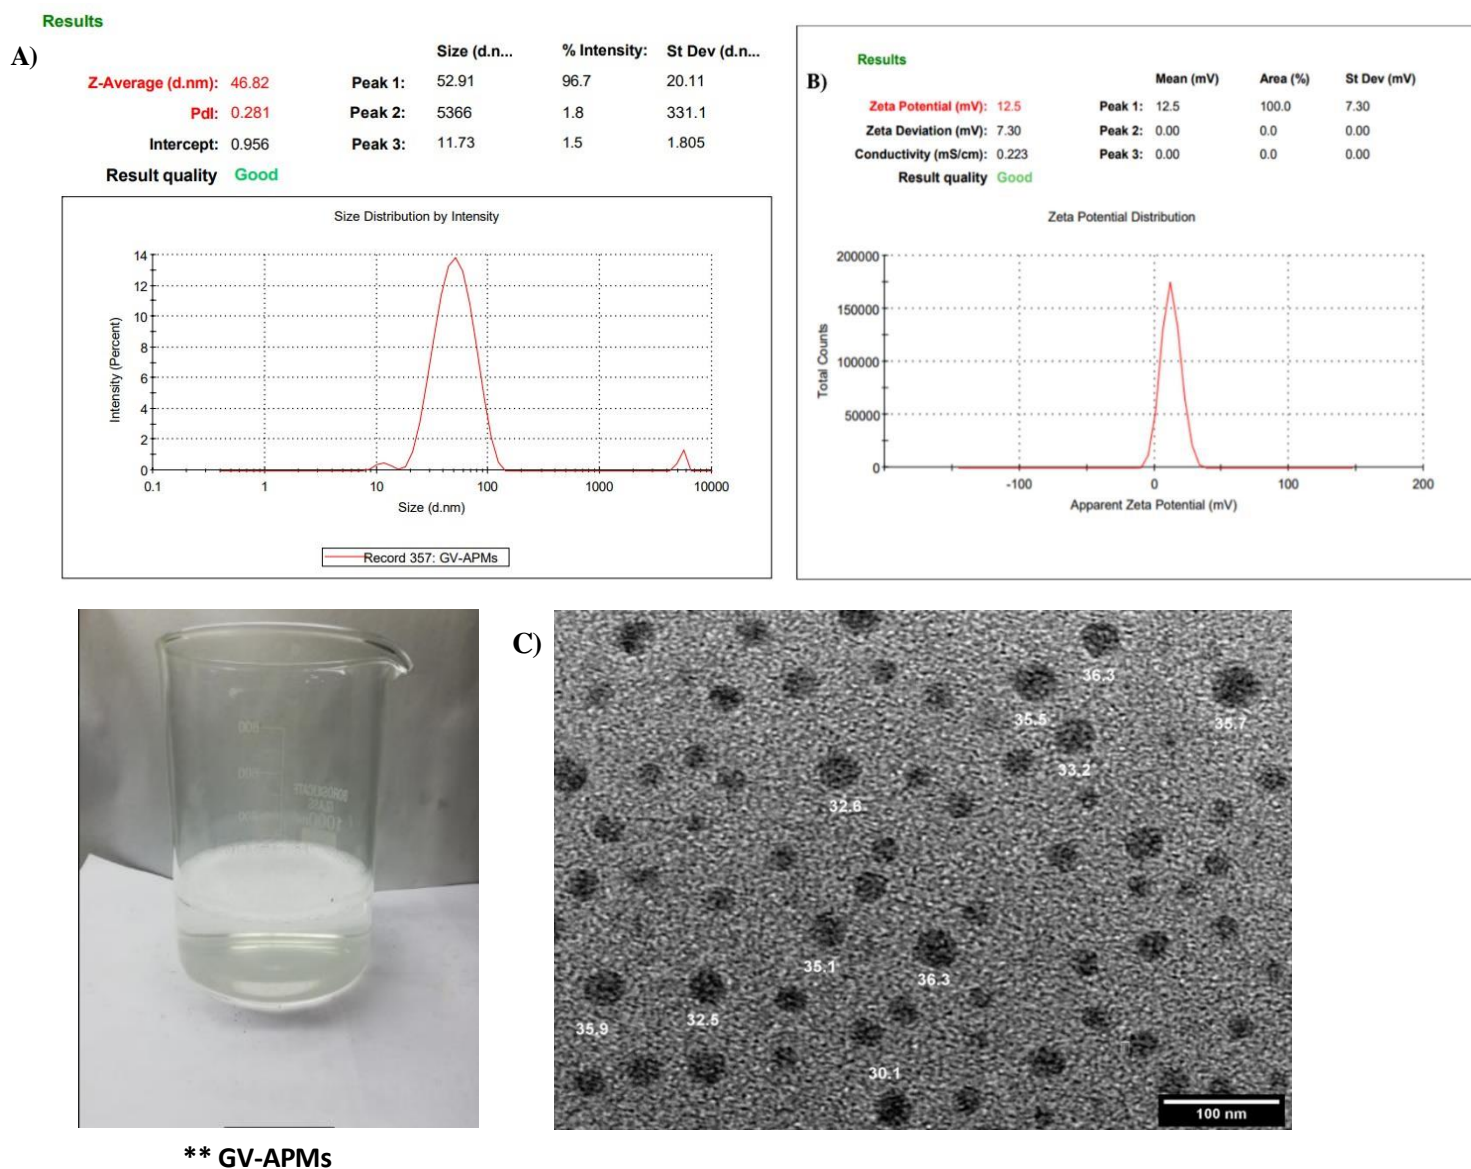 Results
A)
Size (d.n... % Intensity: St Dev (d.n...
Z-Average (d.nm): 46.82 Peak 1: 52.91 96.7 20.11
PdI: 0.281 Peak 2: 5366 1.8 331.1
Intercept: 0.956 Peak 3: 11.73 1.5 1.805
Result quality Good
Size Distribution by Intensity
Intensity (Percent)
14
12
10
8
6
4
2
0
0.1 1 10 100 1000 10000
Size (d.nm)
Record 357: GV-APMs
B)
Results
Mean (mV) Area (%) St Dev (mV)
Zeta Potential (mV): 12.5 Peak 1: 12.5 100.0 7.30
Zeta Deviation (mV): 7.30 Peak 2: 0.00 0.0 0.00
Conductivity (mS/cm): 0.223 Peak 3: 0.00 0.0 0.00
Result quality Good
Zeta Potential Distribution
Total Counts
200000
150000
100000
50000
0
-100 0 100 200
Apparent Zeta Potential (mV)
800
600
BOROSILICATE
GLASS
1000
** GV-APMs
C)
36.3
35.5
35.7
33.2
32.6
35.1
36.3
35.9
32.5
30.1
100 nm